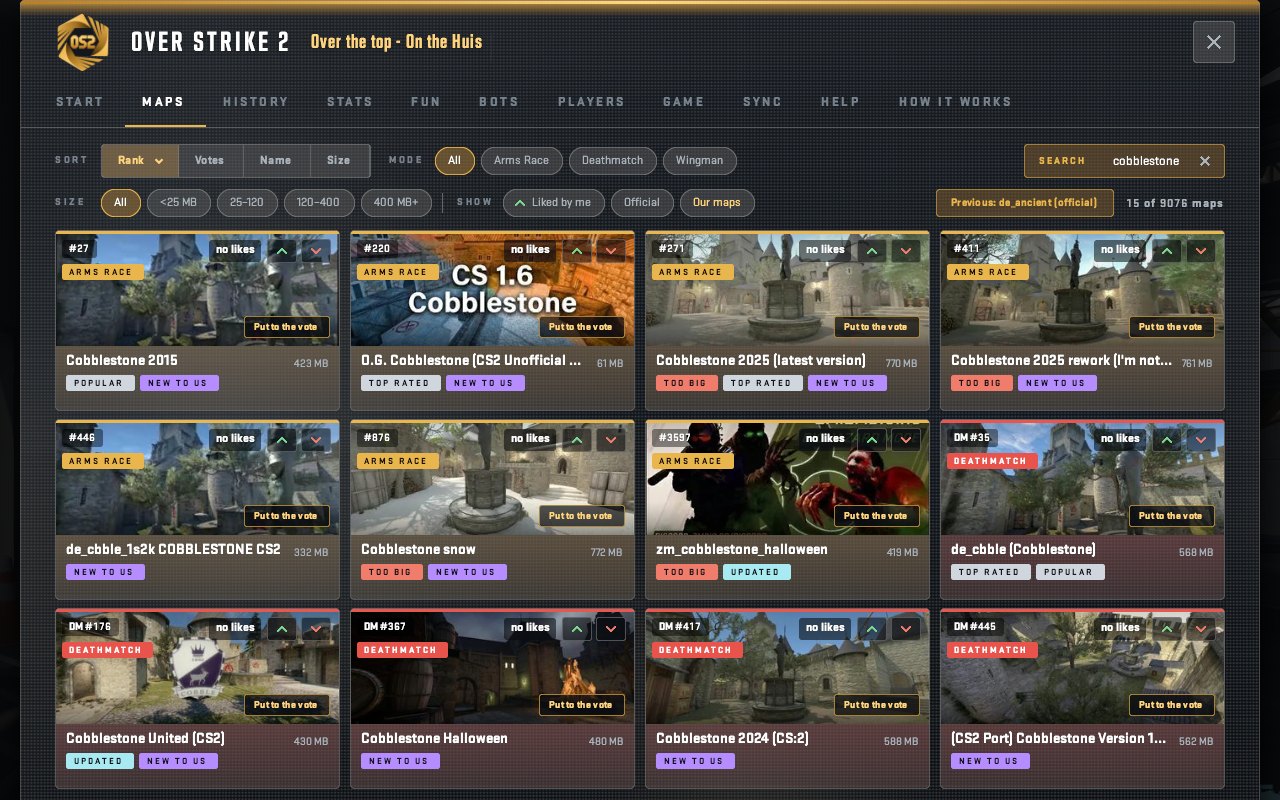 OS2
OVER STRIKE 2
Over the top - On the Huis
START
MAPS
HISTORY
STATS
FUN
BOTS
PLAYERS
GAME
SYNC
HELP
HOW IT WORKS
SORT
Rank
Votes
Name
Size
MODE
All
Arms Race
Deathmatch
Wingman
SEARCH
cobblestone
SIZE
All
<25 MB
25-120
120-400
400 MB+
SHOW
Liked by me
Official
Our maps
Previous: de_ancient (official)
15 of 9076 maps
#27
no likes
ARMS RACE
Put to the vote
Cobblestone 2015
423 MB
POPULAR
NEW TO US
#220
no likes
ARMS RACE
CS 1.6
Cobblestone
Put to the vote
O.G. Cobblestone (CS2 Unofficial ...
61 MB
TOP RATED
NEW TO US
#271
no likes
ARMS RACE
Put to the vote
Cobblestone 2025 (latest version)
770 MB
TOO BIG
TOP RATED
NEW TO US
#411
no likes
ARMS RACE
Put to the vote
Cobblestone 2025 rework (I'm not...
761 MB
TOO BIG
NEW TO US
#446
no likes
ARMS RACE
Put to the vote
de_cbble_1s2k COBBLESTONE CS2
332 MB
NEW TO US
#876
no likes
ARMS RACE
Put to the vote
Cobblestone snow
772 MB
TOO BIG
NEW TO US
#3597
no likes
ARMS RACE
Put to the vote
zm_cobblestone_halloween
419 MB
TOO BIG
UPDATED
DM #35
no likes
DEATHMATCH
Put to the vote
de_cbble (Cobblestone)
568 MB
TOP RATED
POPULAR
DM #176
no likes
DEATHMATCH
COBBLE
Put to the vote
Cobblestone United (CS2)
430 MB
UPDATED
NEW TO US
DM #367
no likes
DEATHMATCH
Put to the vote
Cobblestone Halloween
480 MB
NEW TO US
DM #417
no likes
DEATHMATCH
Put to the vote
Cobblestone 2024 (CS:2)
588 MB
NEW TO US
DM #445
no likes
DEATHMATCH
Put to the vote
(CS2 Port) Cobblestone Version 1...
562 MB
NEW TO US